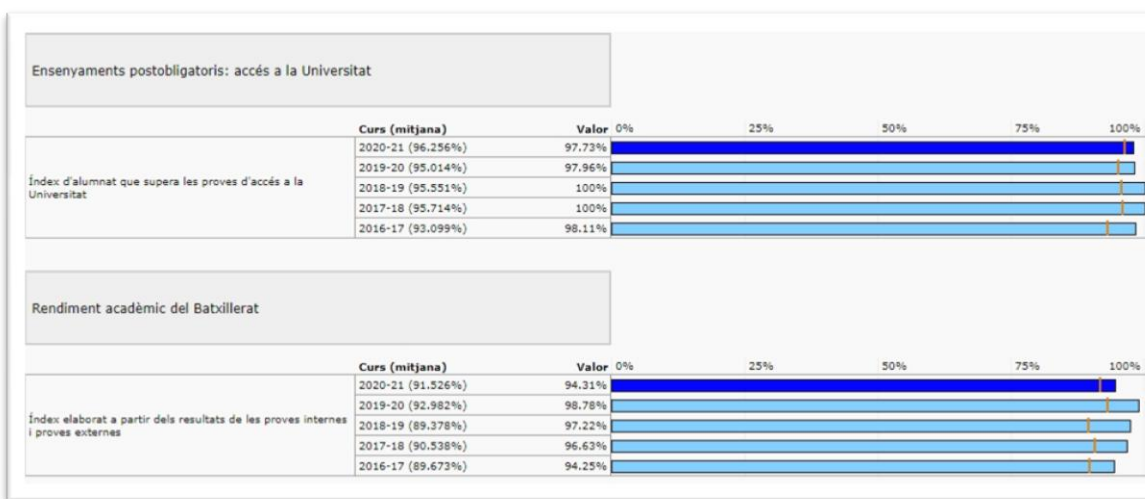 Ensenyaments postobligatoris: accés a la Universitat
Curs (mitjana) Valor 0% 25% 50% 75% 100%
2020-21 (96.256%) 97.73%
2019-20 (95.014%) 97.96%
Índex d'alumnat que supera les proves d'accés a la
Universitat
2018-19 (95.551%) 100%
2017-18 (95.714%) 100%
2016-17 (93.099%) 98.11%
Rendiment acadèmic del Batxillerat
Curs (mitjana) Valor 0% 25% 50% 75% 100%
2020-21 (91.526%) 94.31%
2019-20 (92.982%) 98.78%
Índex elaborat a partir dels resultats de les proves internes
i proves externes
2018-19 (89.378%) 97.22%
2017-18 (90.538%) 96.63%
2016-17 (89.673%) 94.25%